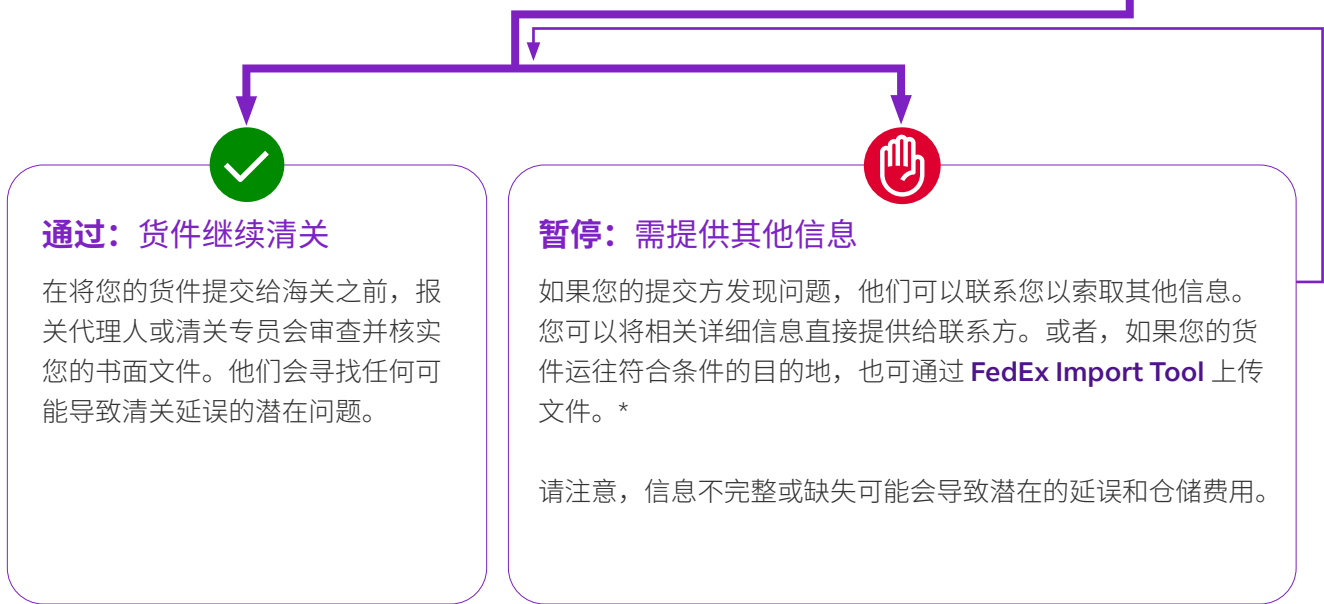 通过：货件继续清关
在将您的货件提交给海关之前，报
关代理人或清关专员会审查并核实
您的书面文件。他们会寻找任何可
能导致清关延误的潜在问题。
暂停：需提供其他信息
如果您的提交方发现问题，他们可以联系您以索取其他信息。
您可以将相关详细信息直接提供给联系方。或者，如果您的货
件运往符合条件的目的地，也可通过 FedEx Import Tool 上传
文件。*
请注意，信息不完整或缺失可能会导致潜在的延误和仓储费用。